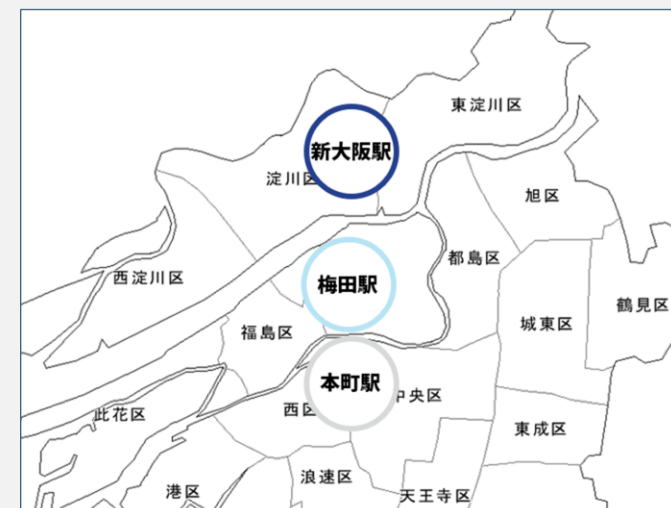 東淀川区
新大阪駅
淀川区
旭区
都島区
西淀川区
梅田駅
鶴見区
城東区
福島区
本町駅
此花区
西区
中央区
東成区
浪速区
港区
天王寺区